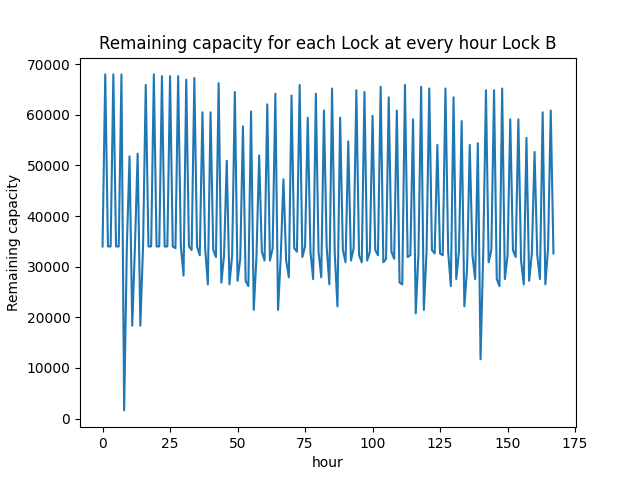 Remaining capacity for each Lock at every hour Lock B
70000
60000
50000
40000
30000
20000
10000
0
Remaining capacity
0 25 50 75 100 125 150 175
hour